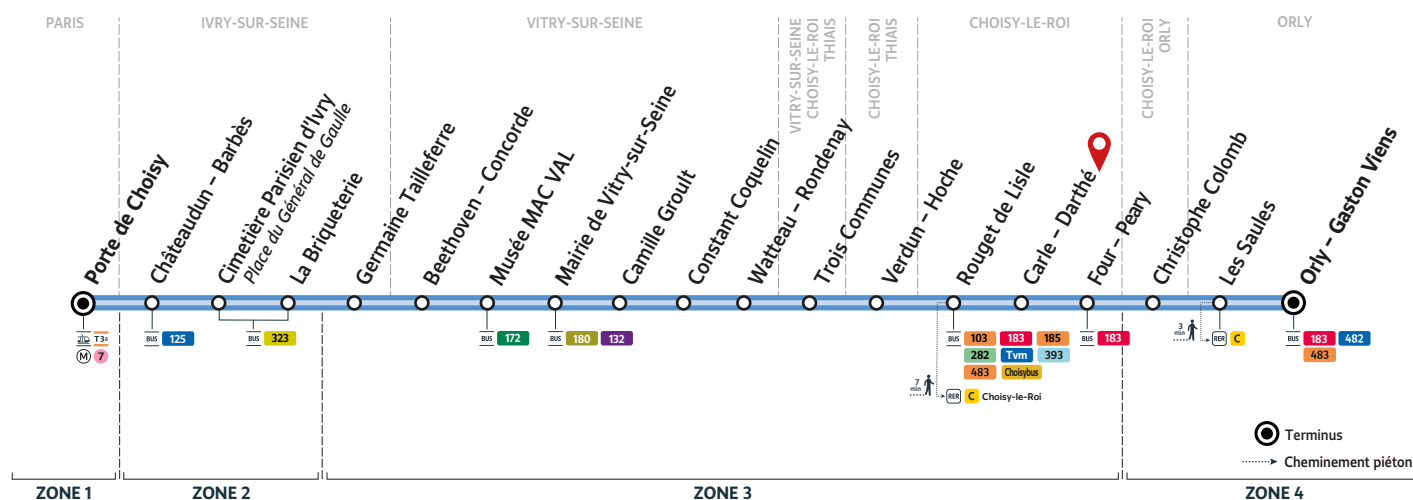 PARIS
IVRY-SUR-SEINE
VITRY-SUR-SEINE
VITRY-SUR-SEINE
CHOISY-LE-ROI
THIAIS
CHOISY-LE-ROI
THIAIS
CHOISY-LE-ROI
CHOISY-LE-ROI
ORLY
ORLY
Porte de Choisy
Châteaudun – Barbès
Cimetière Parisien d'Ivry
Place du Général de Gaulle
La Briqueterie
Germaine Tailleferre
Beethoven – Concorde
Musée MAC VAL
Mairie de Vitry-sur-Seine
Camille Groult
Constant Coquelin
Watteau – Rondenay
Trois Communes
Verdun – Hoche
Rouget de Lisle
Carle – Darthé
Four – Peary
Christophe Colomb
Les Saules
Orly – Gaston Viens
T3a
M 7
BUS 125
BUS 323
BUS 172
BUS 180 132
BUS 103 183 185
282 Tvm 393
483 Choisybus
7 min
RER C Choisy-le-Roi
BUS 183
3 min
RER C
BUS 183 482
483
Terminus
Cheminement piéton
ZONE 1
ZONE 2
ZONE 3
ZONE 4